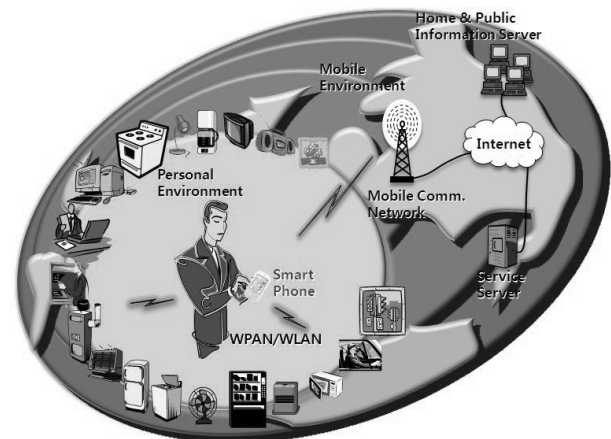 Home & Public
Information Server
Mobile
Environment
Internet
Personal
Environment
Mobile Comm.
Network
Smart
Phone
Service
Server
WPAN/WLAN